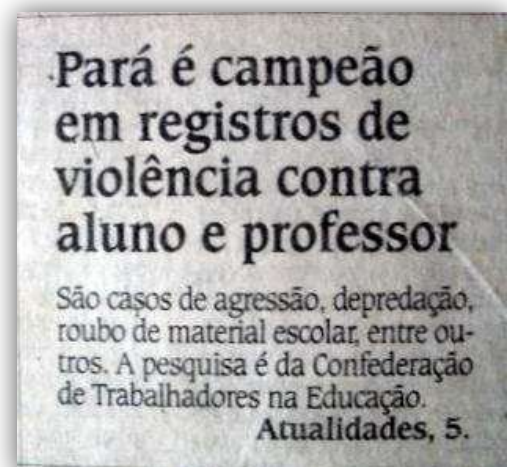 Pará é campeão
em registros de
violência contra
aluno e professor
São casos de agressão, depredação,
roubo de material escolar, entre ou-
tros. A pesquisa é da Confederação
de Trabalhadores na Educação.
Atualidades, 5.